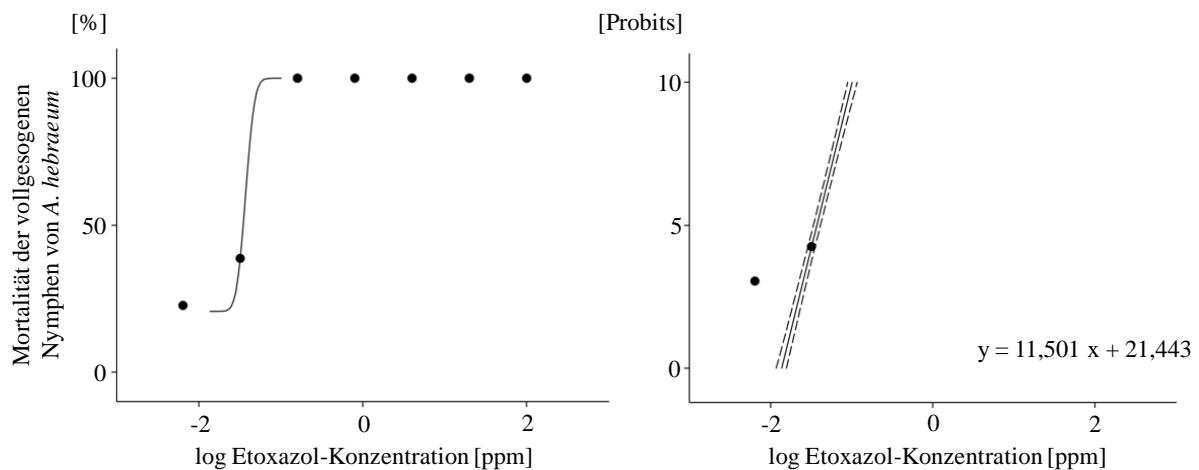 [%]
Mortalität der vollgesogenen
Nymphen von A. hebraeum
100
50
0
-2
0
2
log Etoxazol-Konzentration [ppm]
[Probits]
10
5
0
y = 11,501 x + 21,443
-2
0
2
log Etoxazol-Konzentration [ppm]